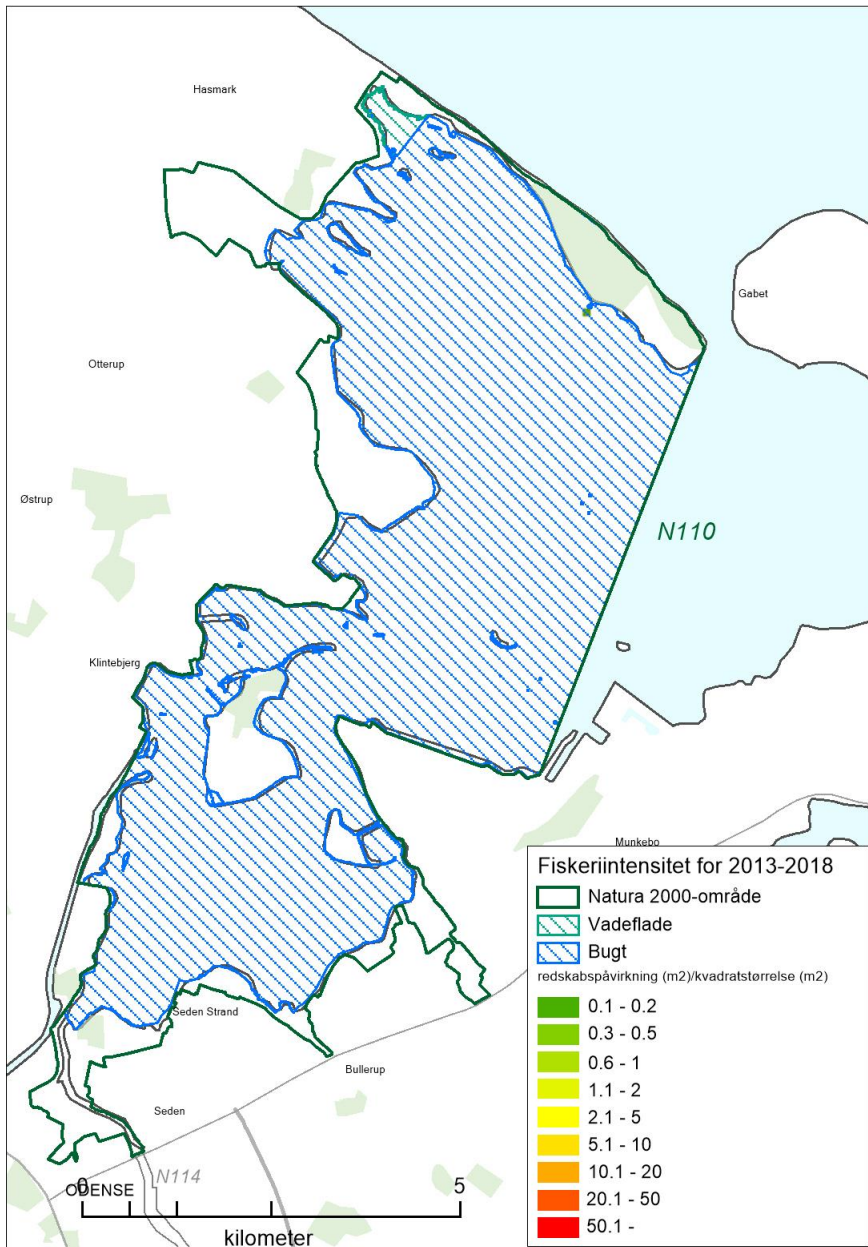 Hasmark
Gabet
Otterup
Østrup
N110
Klintebjerg
Munkebo
Seden Strand
Bullerup
Seden
N114
ODENSE
0
5
kilometer
Fiskeriintensitet for 2013-2018
Natura 2000-område
Vadeflade
Bugt
redskabspåvirkning (m2)/kvadratstørrelse (m2)
0.1 - 0.2
0.3 - 0.5
0.6 - 1
1.1 - 2
2.1 - 5
5.1 - 10
10.1 - 20
20.1 - 50
50.1 -